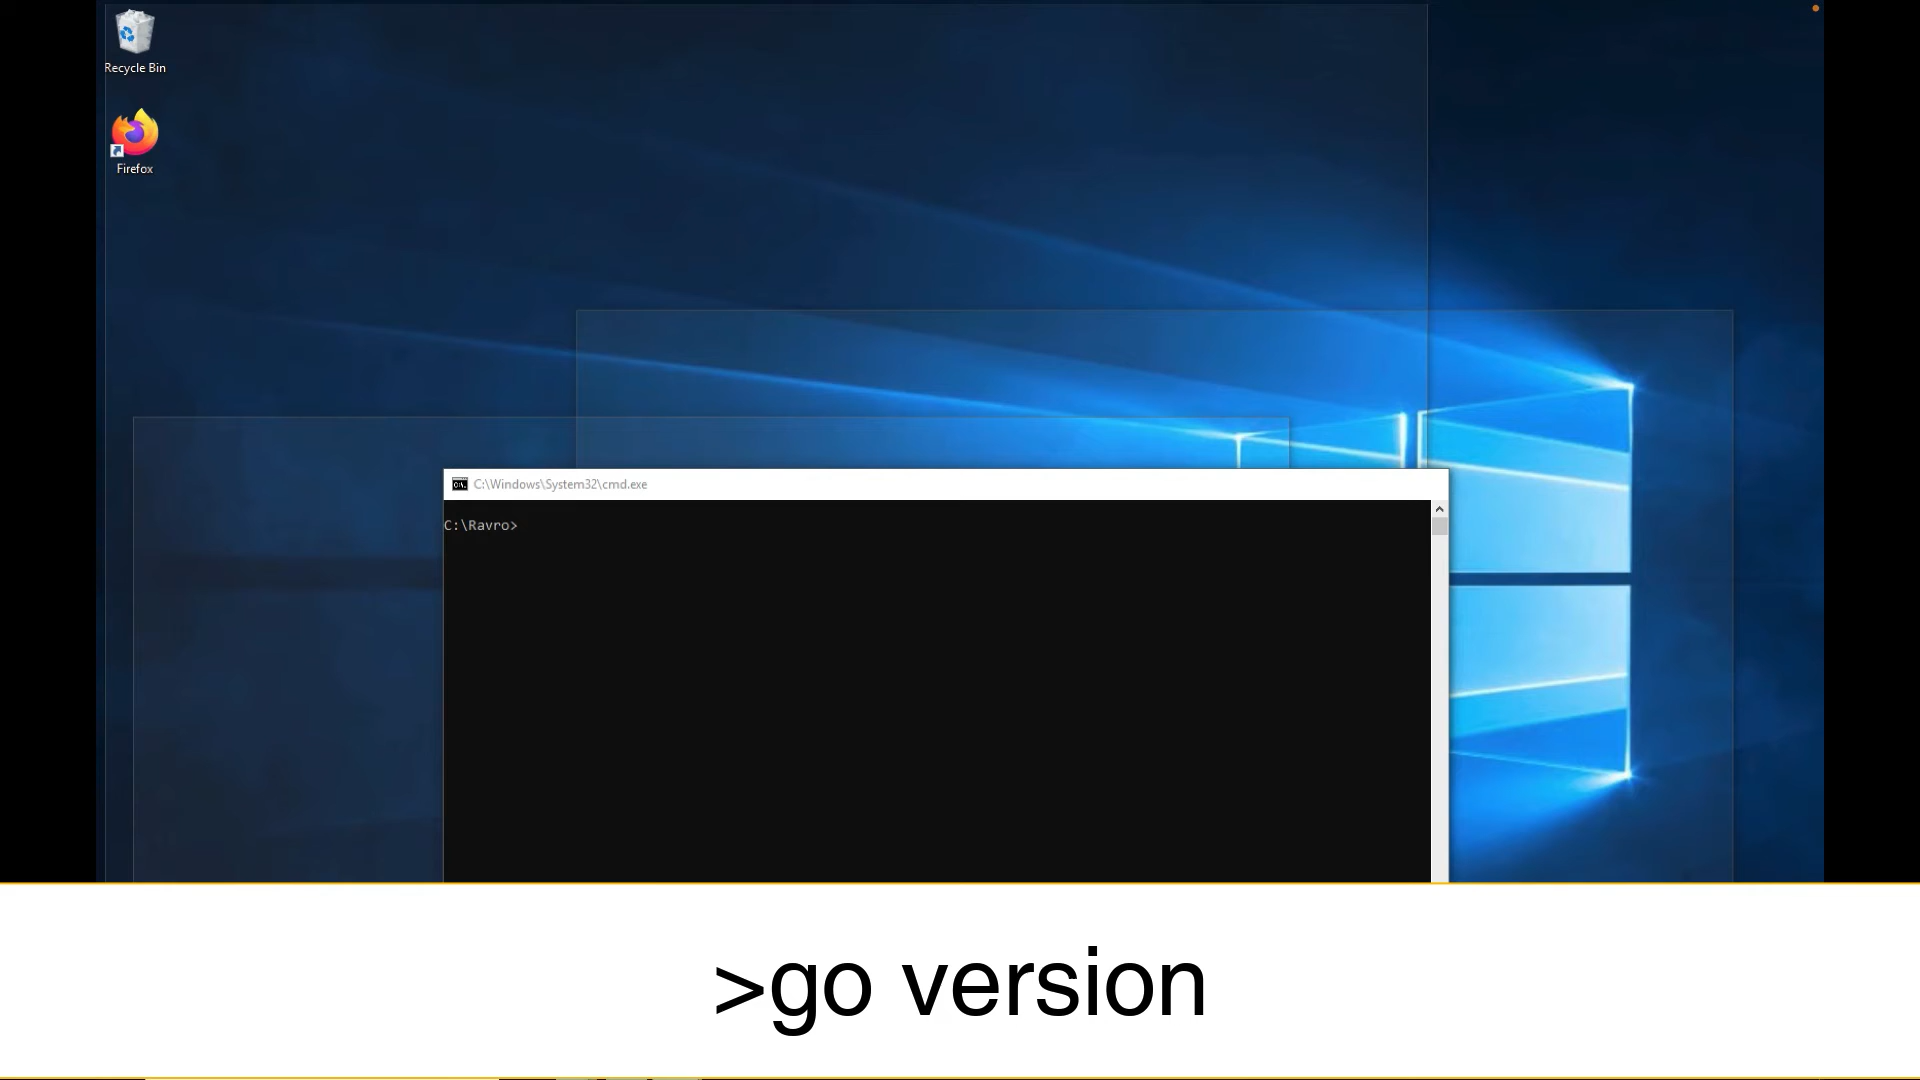 Recycle Bin
Firefox
C:\Windows\System32\cmd.exe
C:\Ravro>
>go version